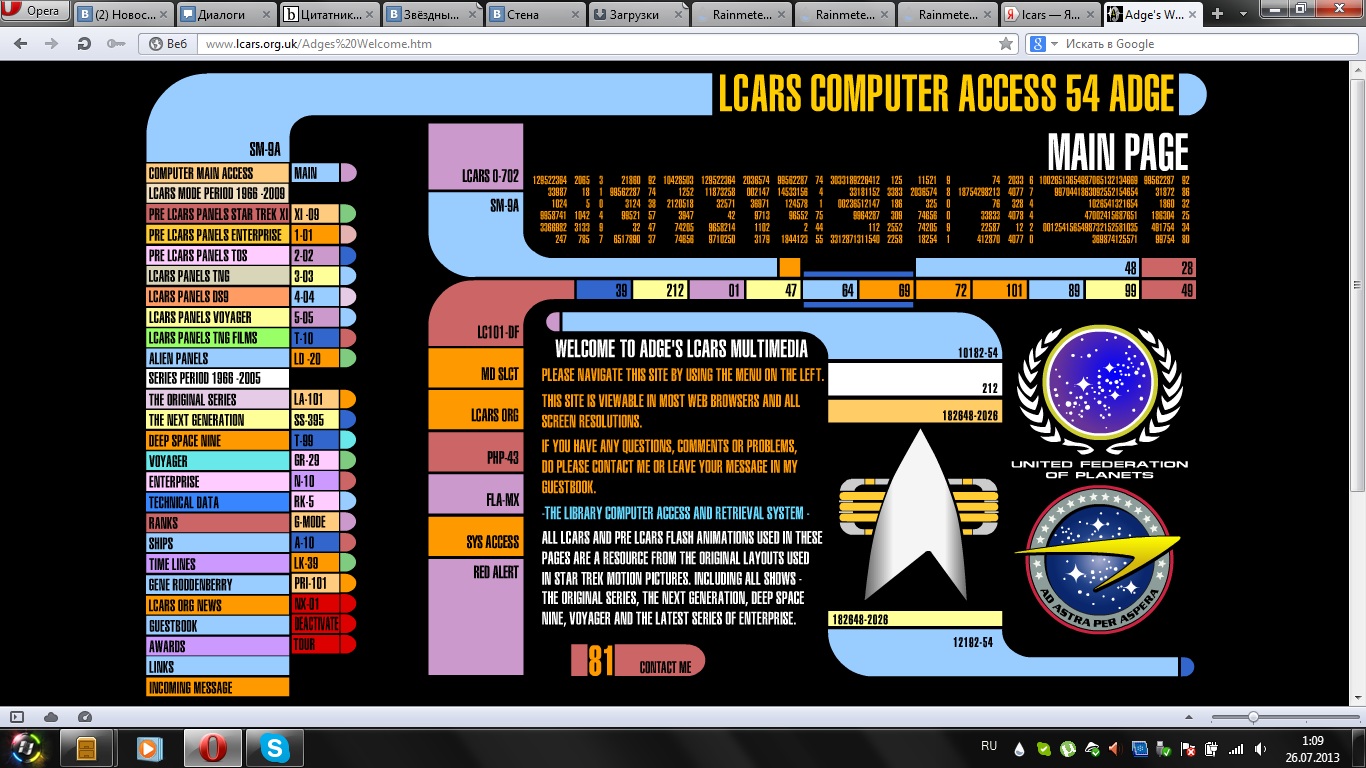 Opera
(2) Новос...
Диалоги
Цитатник...
Звёздны...
Стена
Загрузки
Rainmete...
Rainmete...
Rainmete...
lcars — Я...
Adge's W...
Веб
www.lcars.org.uk/Adges%20Welcome.htm
Искать в Google
LCARS COMPUTER ACCESS 54 ADGE
SM-9A
MAIN PAGE
COMPUTER MAIN ACCESS MAIN
LCARS MODE PERIOD 1966 -2009
PRE LCARS PANELS STAR TREK XI XI -09
PRE LCARS PANELS ENTERPRISE 1-01
PRE LCARS PANELS TOS 2-02
LCARS PANELS TNG 3-03
LCARS PANELS DS9 4-04
LCARS PANELS VOYAGER 5-05
LCARS PANELS TNG FILMS T-10
ALIEN PANELS LD -20
SERIES PERIOD 1966 -2005
THE ORIGINAL SERIES LA-101
THE NEXT GENERATION SS-395
DEEP SPACE NINE T-99
VOYAGER GR-29
ENTERPRISE N-10
TECHNICAL DATA RK-5
RANKS G-MODE
SHIPS A-10
TIME LINES LK-39
GENE RODDENBERRY PRI-101
LCARS ORG NEWS NX-01
GUESTBOOK DEACTIVATE
AWARDS TOUR
LINKS
INCOMING MESSAGE
LCARS 0-702
SM-9A
48 28
39 212 01 47 64 69 72 101 89 99 49
LC101-DF
MD SLCT
LCARS ORG
PHP-43
FLA-MX
SYS ACCESS
RED ALERT
WELCOME TO ADGE'S LCARS MULTIMEDIA
PLEASE NAVIGATE THIS SITE BY USING THE MENU ON THE LEFT.
THIS SITE IS VIEWABLE IN MOST WEB BROWSERS AND ALL
SCREEN RESOLUTIONS.
IF YOU HAVE ANY QUESTIONS, COMMENTS OR PROBLEMS,
DO PLEASE CONTACT ME OR LEAVE YOUR MESSAGE IN MY
GUESTBOOK.
-THE LIBRARY COMPUTER ACCESS AND RETRIEVAL SYSTEM -
ALL LCARS AND PRE LCARS FLASH ANIMATIONS USED IN THESE
PAGES ARE A RESOURCE FROM THE ORIGINAL LAYOUTS USED
IN STAR TREK MOTION PICTURES. INCLUDING ALL SHOWS -
THE ORIGINAL SERIES, THE NEXT GENERATION, DEEP SPACE
NINE, VOYAGER AND THE LATEST SERIES OF ENTERPRISE.
81 CONTACT ME
10182-54
212
182648-2026
182648-2026
12182-54
UNITED FEDERATION
OF PLANETS
AD ASTRA PER ASPERA
RU
1:09
26.07.2013